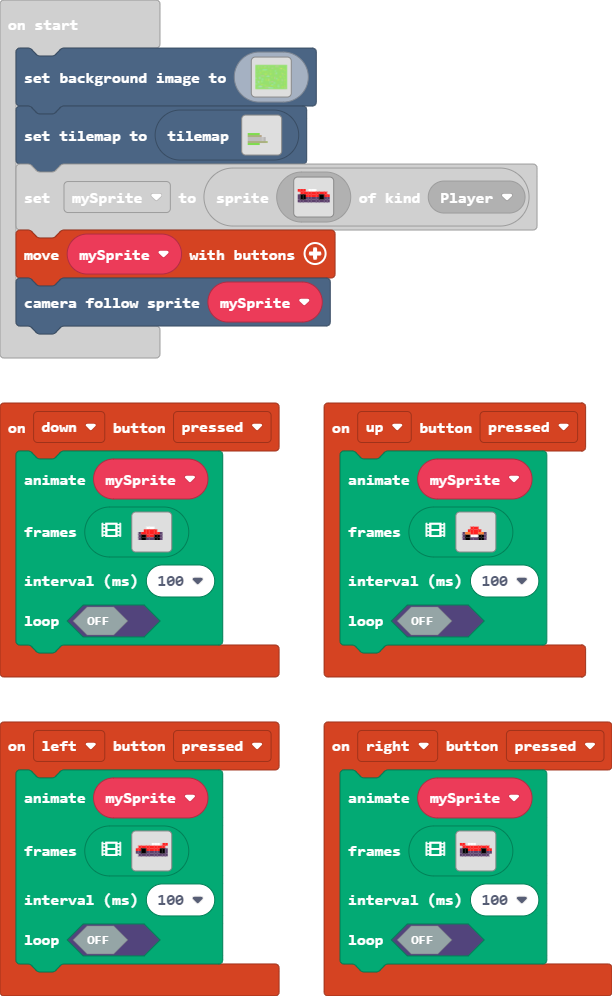 on start
set background image to
set tilemap to tilemap
set mySprite to sprite of kind Player
move mySprite with buttons
camera follow sprite mySprite
on down button pressed
animate mySprite
frames
interval (ms) 100
loop OFF
on up button pressed
animate mySprite
frames
interval (ms) 100
loop OFF
on left button pressed
animate mySprite
frames
interval (ms) 100
loop OFF
on right button pressed
animate mySprite
frames
interval (ms) 100
loop OFF